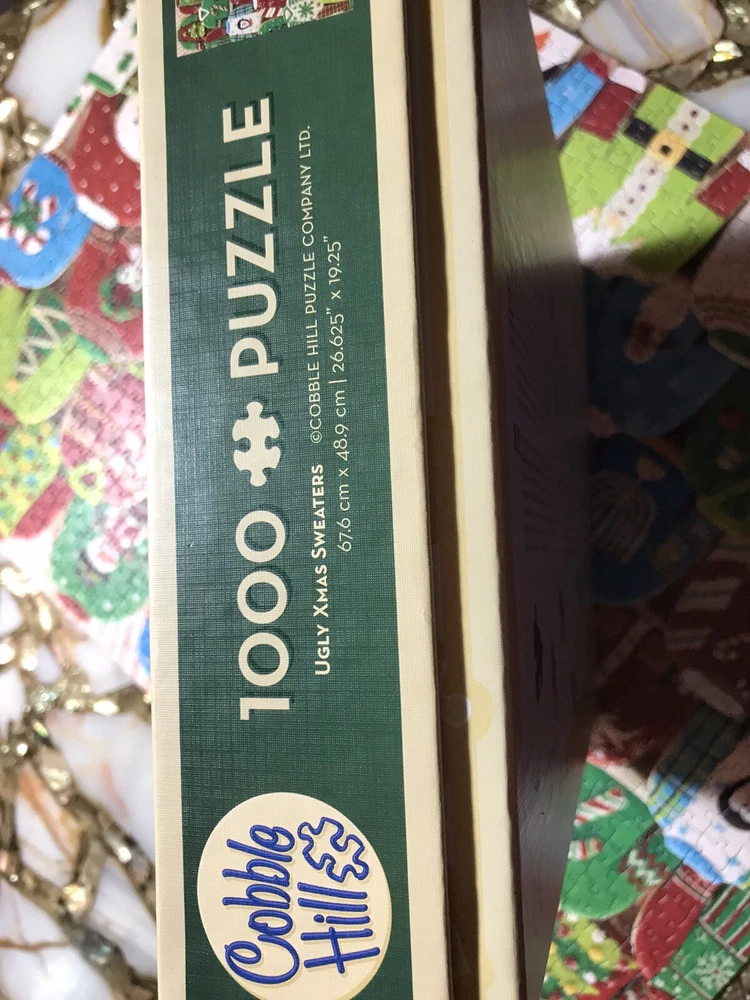 1000 PUZZLE
UGLY XMAS SWEATERS ©COBBLE HILL PUZZLE COMPANY LTD.
67.6 cm x 48.9 cm | 26.625" x 19.25"
Cobble
Hill